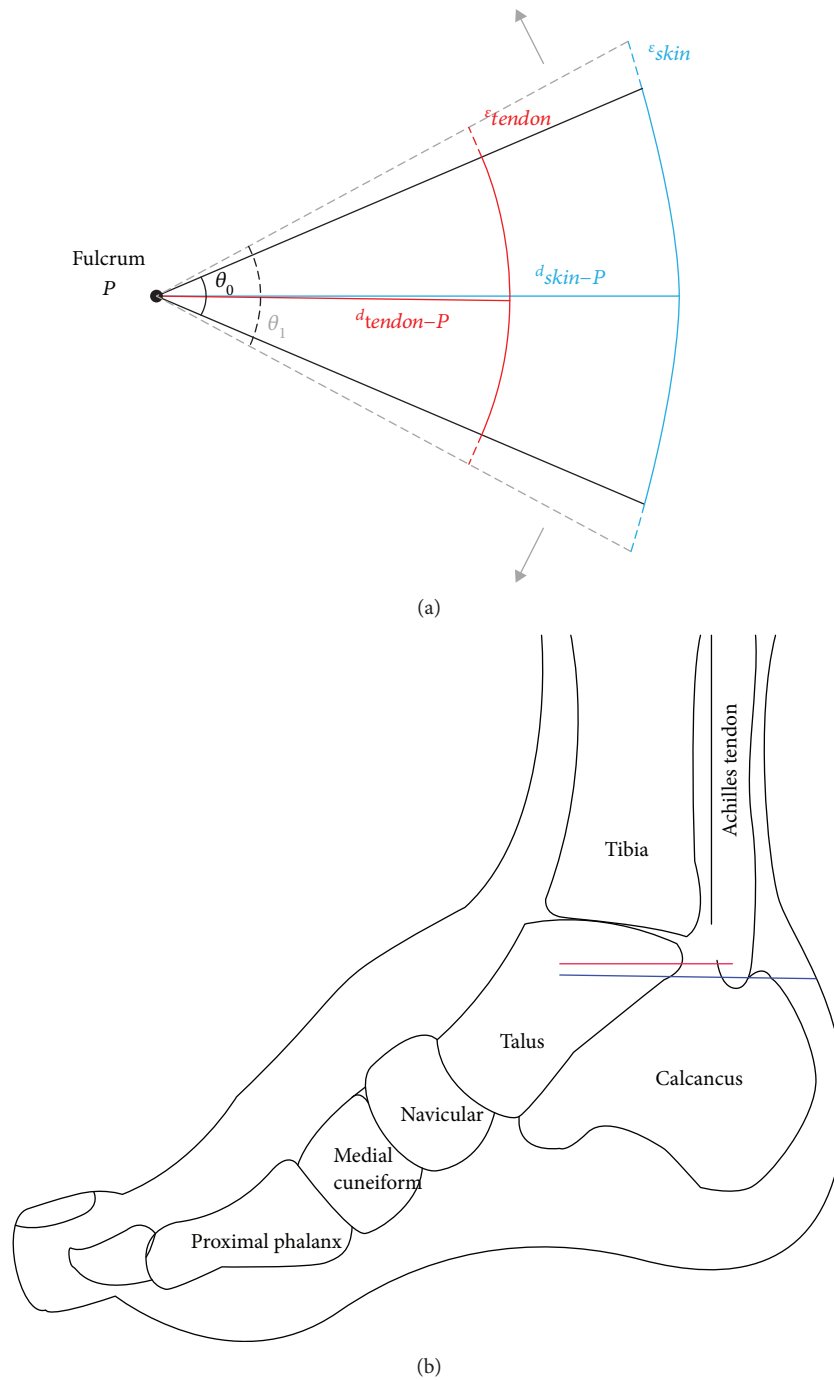 εskin
εtendon
Fulcrum
P
θ0
dskin–P
dtendon–P
θ1
(a)
Achilles tendon
Tibia
Talus
Calcancus
Navicular
Medial
cuneiform
Proximal phalanx
(b)